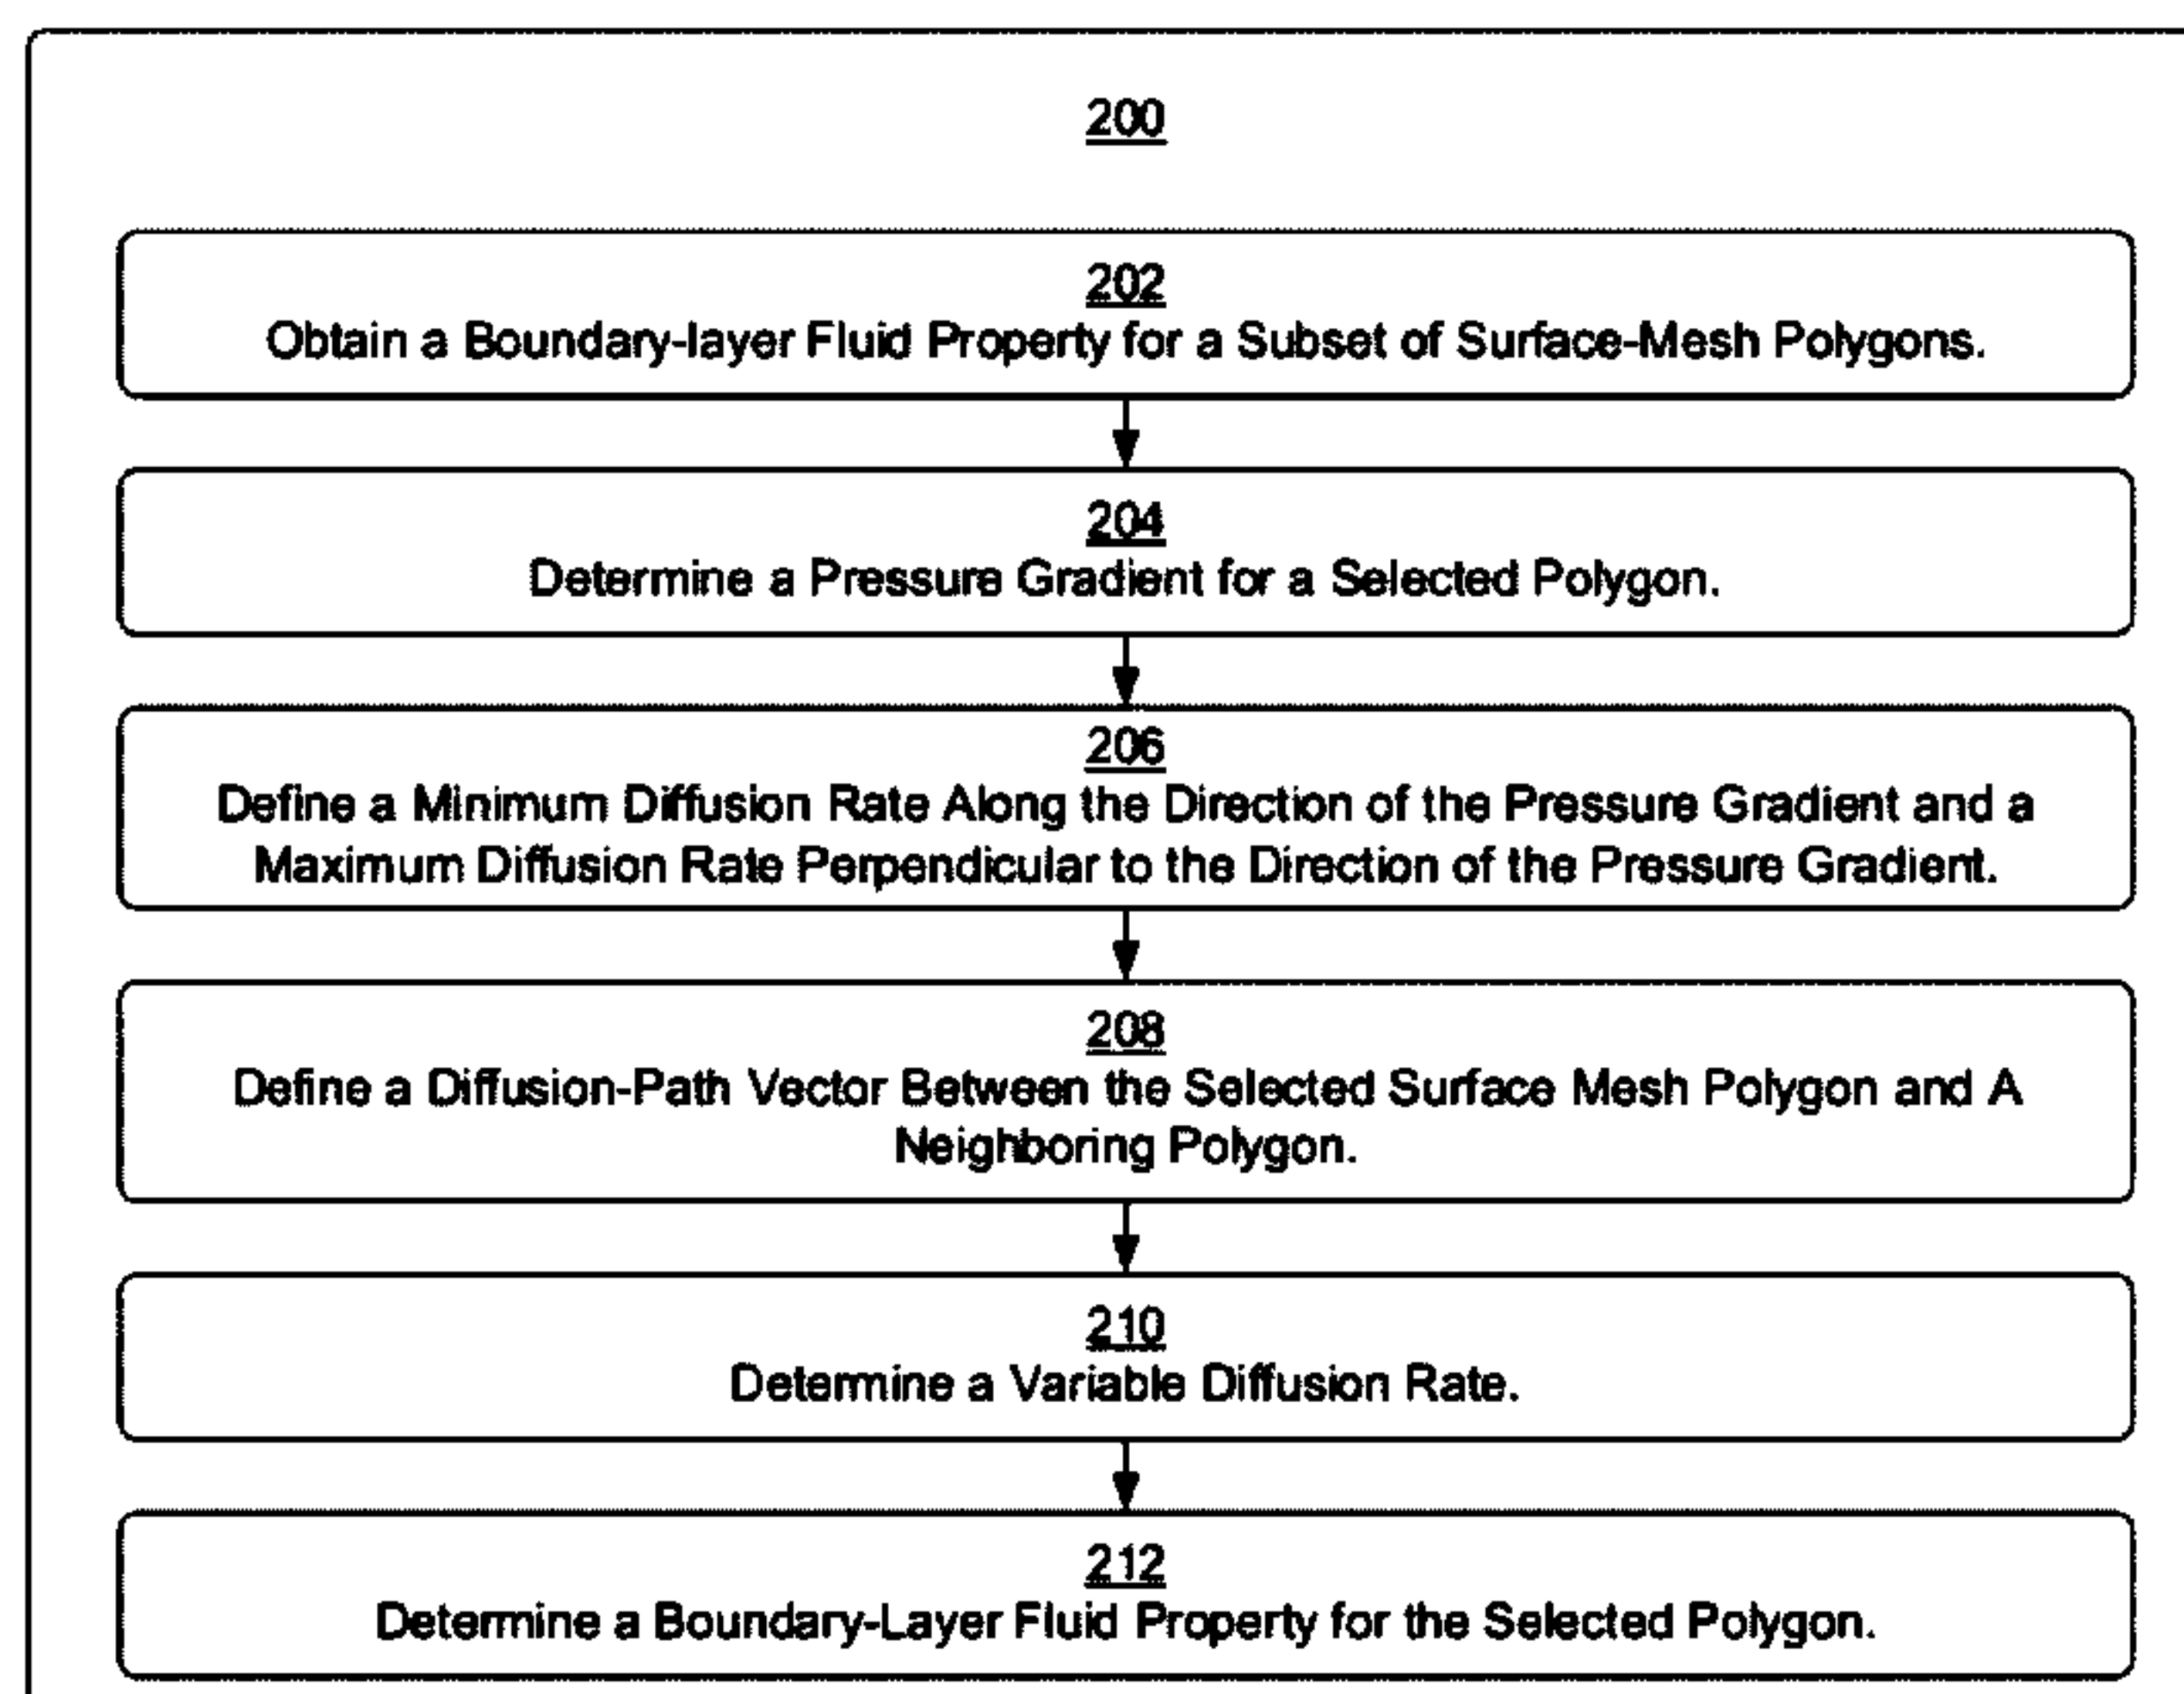 200
202
Obtain a Boundary-layer Fluid Property for a Subset of Surface-Mesh Polygons.
204
Determine a Pressure Gradient for a Selected Polygon.
206
Define a Minimum Diffusion Rate Along the Direction of the Pressure Gradient and a
Maximum Diffusion Rate Perpendicular to the Direction of the Pressure Gradient.
208
Define a Diffusion-Path Vector Between the Selected Surface Mesh Polygon and A
Neighboring Polygon.
210
Determine a Variable Diffusion Rate.
212
Determine a Boundary-Layer Fluid Property for the Selected Polygon.